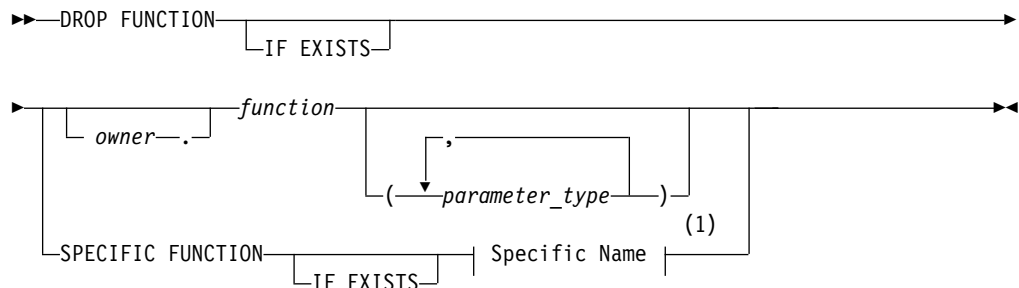 DROP FUNCTION
IF EXISTS
owner . function
,
( parameter_type )
(1)
SPECIFIC FUNCTION Specific Name
IF EXISTS